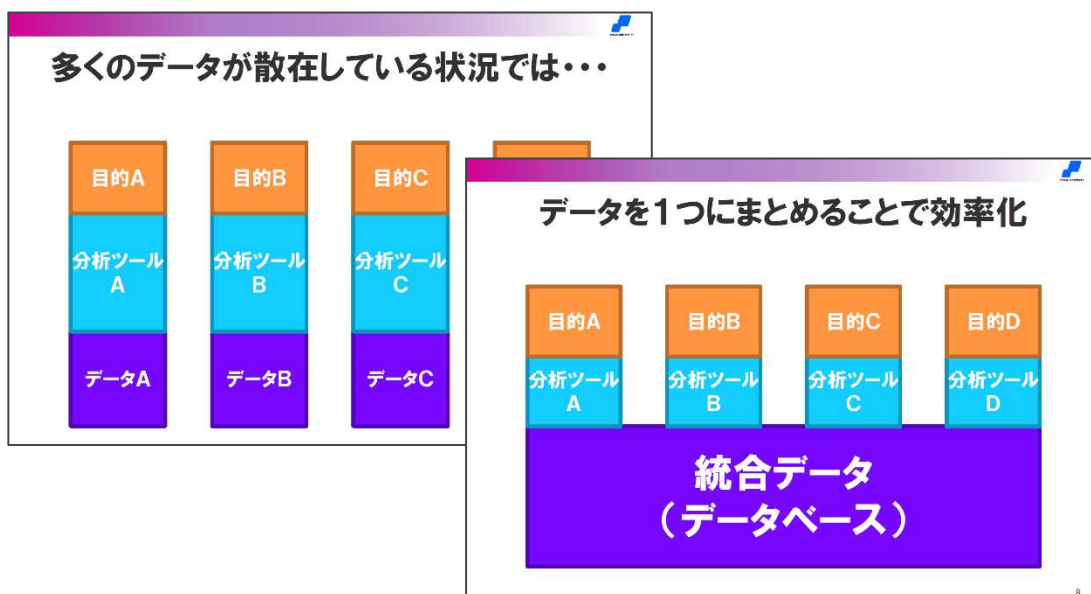 多くのデータが散在している状況では・・・
目的A
目的B
目的C
分析ツール
A
分析ツール
B
分析ツール
C
データA
データB
データC
データを1つにまとめることで効率化
目的A
目的B
目的C
目的D
分析ツール
A
分析ツール
B
分析ツール
C
分析ツール
D
統合データ
（データベース）
8